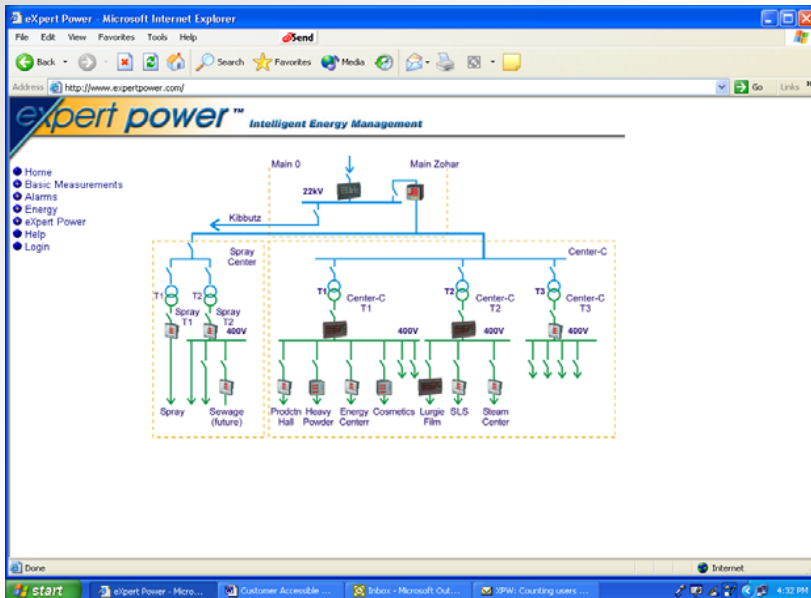 eXpert Power - Microsoft Internet Explorer
File Edit View Favorites Tools Help Send
Back Search Favorites Media
Address http://www.expertpower.com/ Go Links »
expert power™ Intelligent Energy Management
Home
Basic Measurements
Alarms
Energy
eXpert Power
Help
Login
Main 0 Main Zohar
22kV
Kibbutz
Spray
Center
Center-C
T1 T2 T1 T2 T3
Spray
T1
Spray
T2
Center-C
T1
Center-C
T2
Center-C
T3
400V 400V 400V 400V
Spray
Sewage
(future)
Prodctn
Hall
Heavy
Powder
Energy
Centerr
Cosmetics
Lurgie
Film
SLS
Steam
Center
Done Internet
start eXpert Power - Micro... Customer Accessible ... Inbox - Microsoft Out... XPW: Counting users ... 4:32 PM